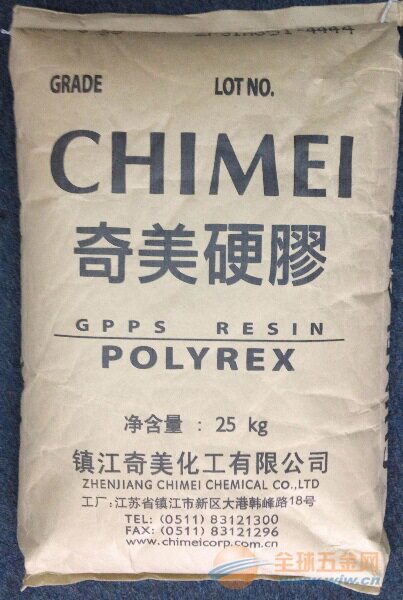 GRADE LOT NO.
CHIMEI
奇美硬膠
GPPS RESIN
POLYREX
净含量 : 25 kg
镇江奇美化工有限公司
ZHENJIANG CHIMEI CHEMICAL CO.,LTD
工厂:江苏省镇江市新区大港韩峰路18号
TEL: (0511) 83121300
FAX: (0511) 83121296
www.chimeicorp.com.cn
全球五金网
www.wjw.cn